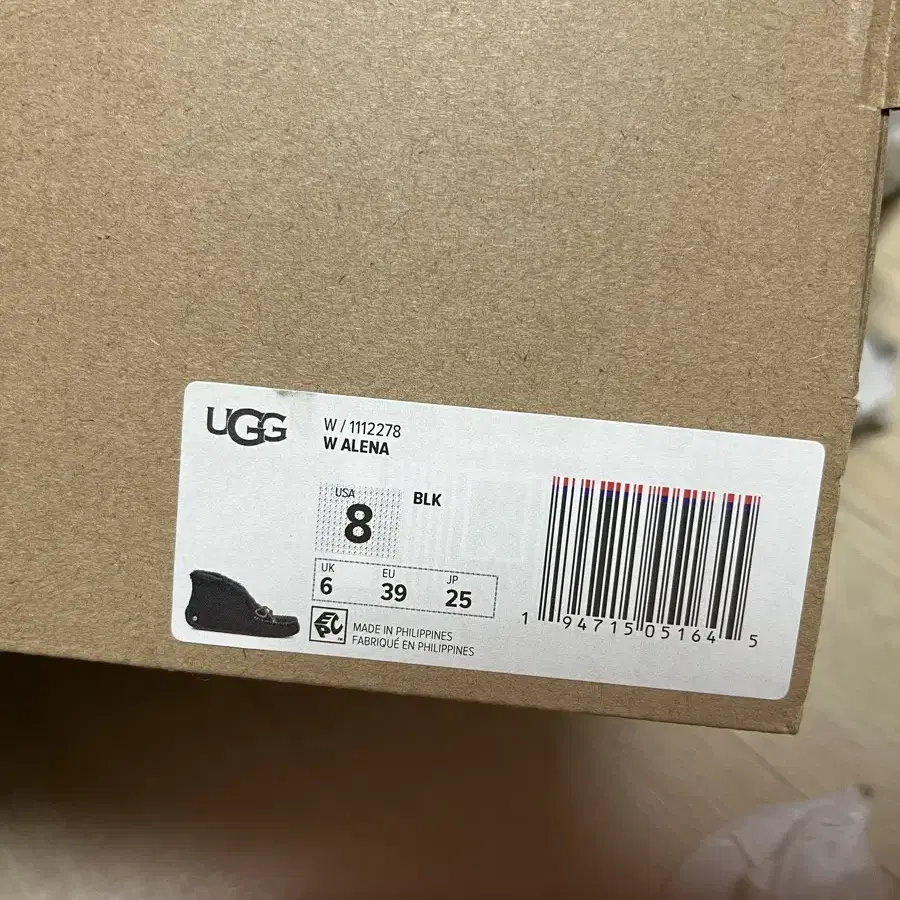 UGG
W / 1112278
W ALENA
USA
8
BLK
UK
6
EU
39
JP
25
EPC
MADE IN PHILIPPINES
FABRIQUÉ EN PHILIPPINES
1 94715 05164 5